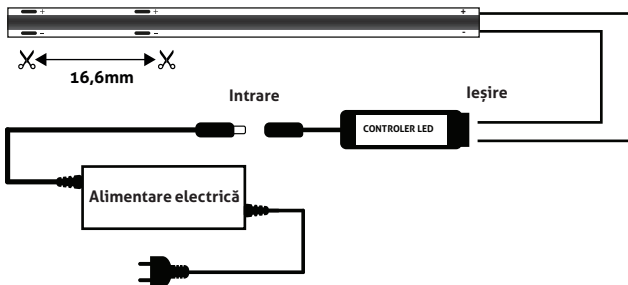 + + +
- - -
16,6mm
Intrare
Ieșire
CONTROLER LED
Alimentare electrică